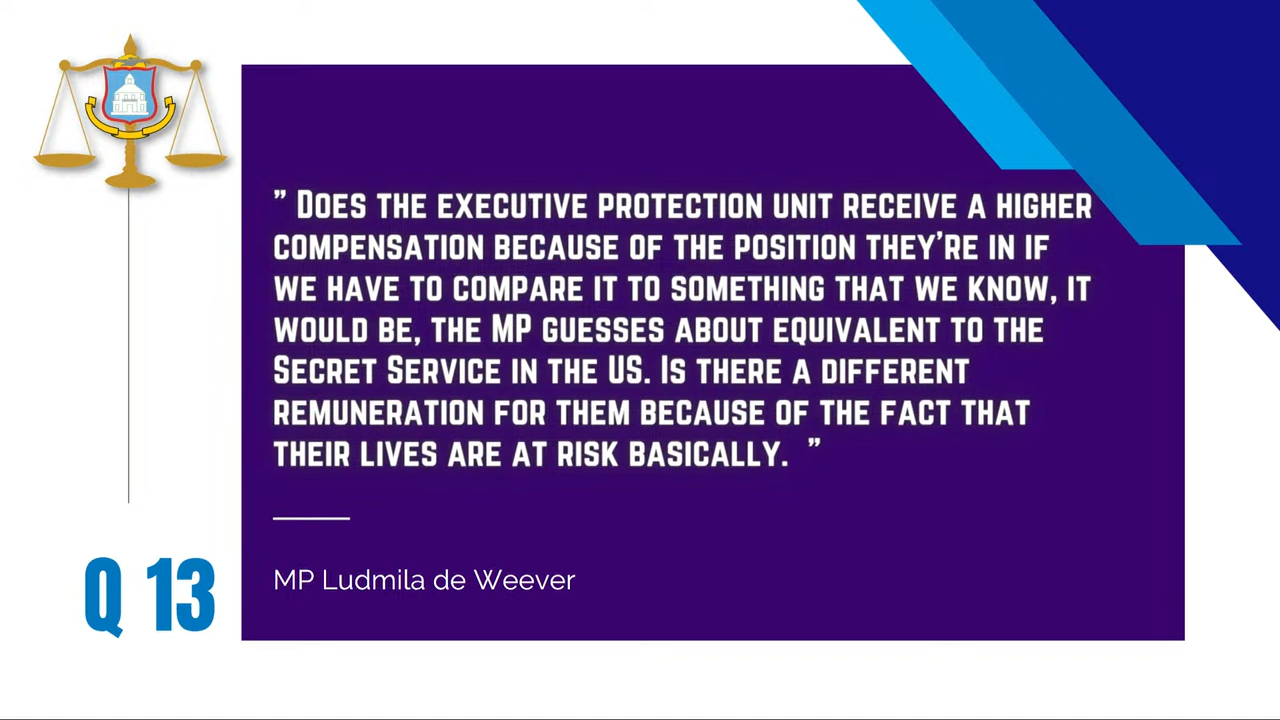 ” Does the executive protection unit receive a higher
compensation because of the position they’re in if
we have to compare it to something that we know, it
would be, the MP guesses about equivalent to the
Secret Service in the US. Is there a different
remuneration for them because of the fact that
their lives are at risk basically. ”
MP Ludmila de Weever
Q 13